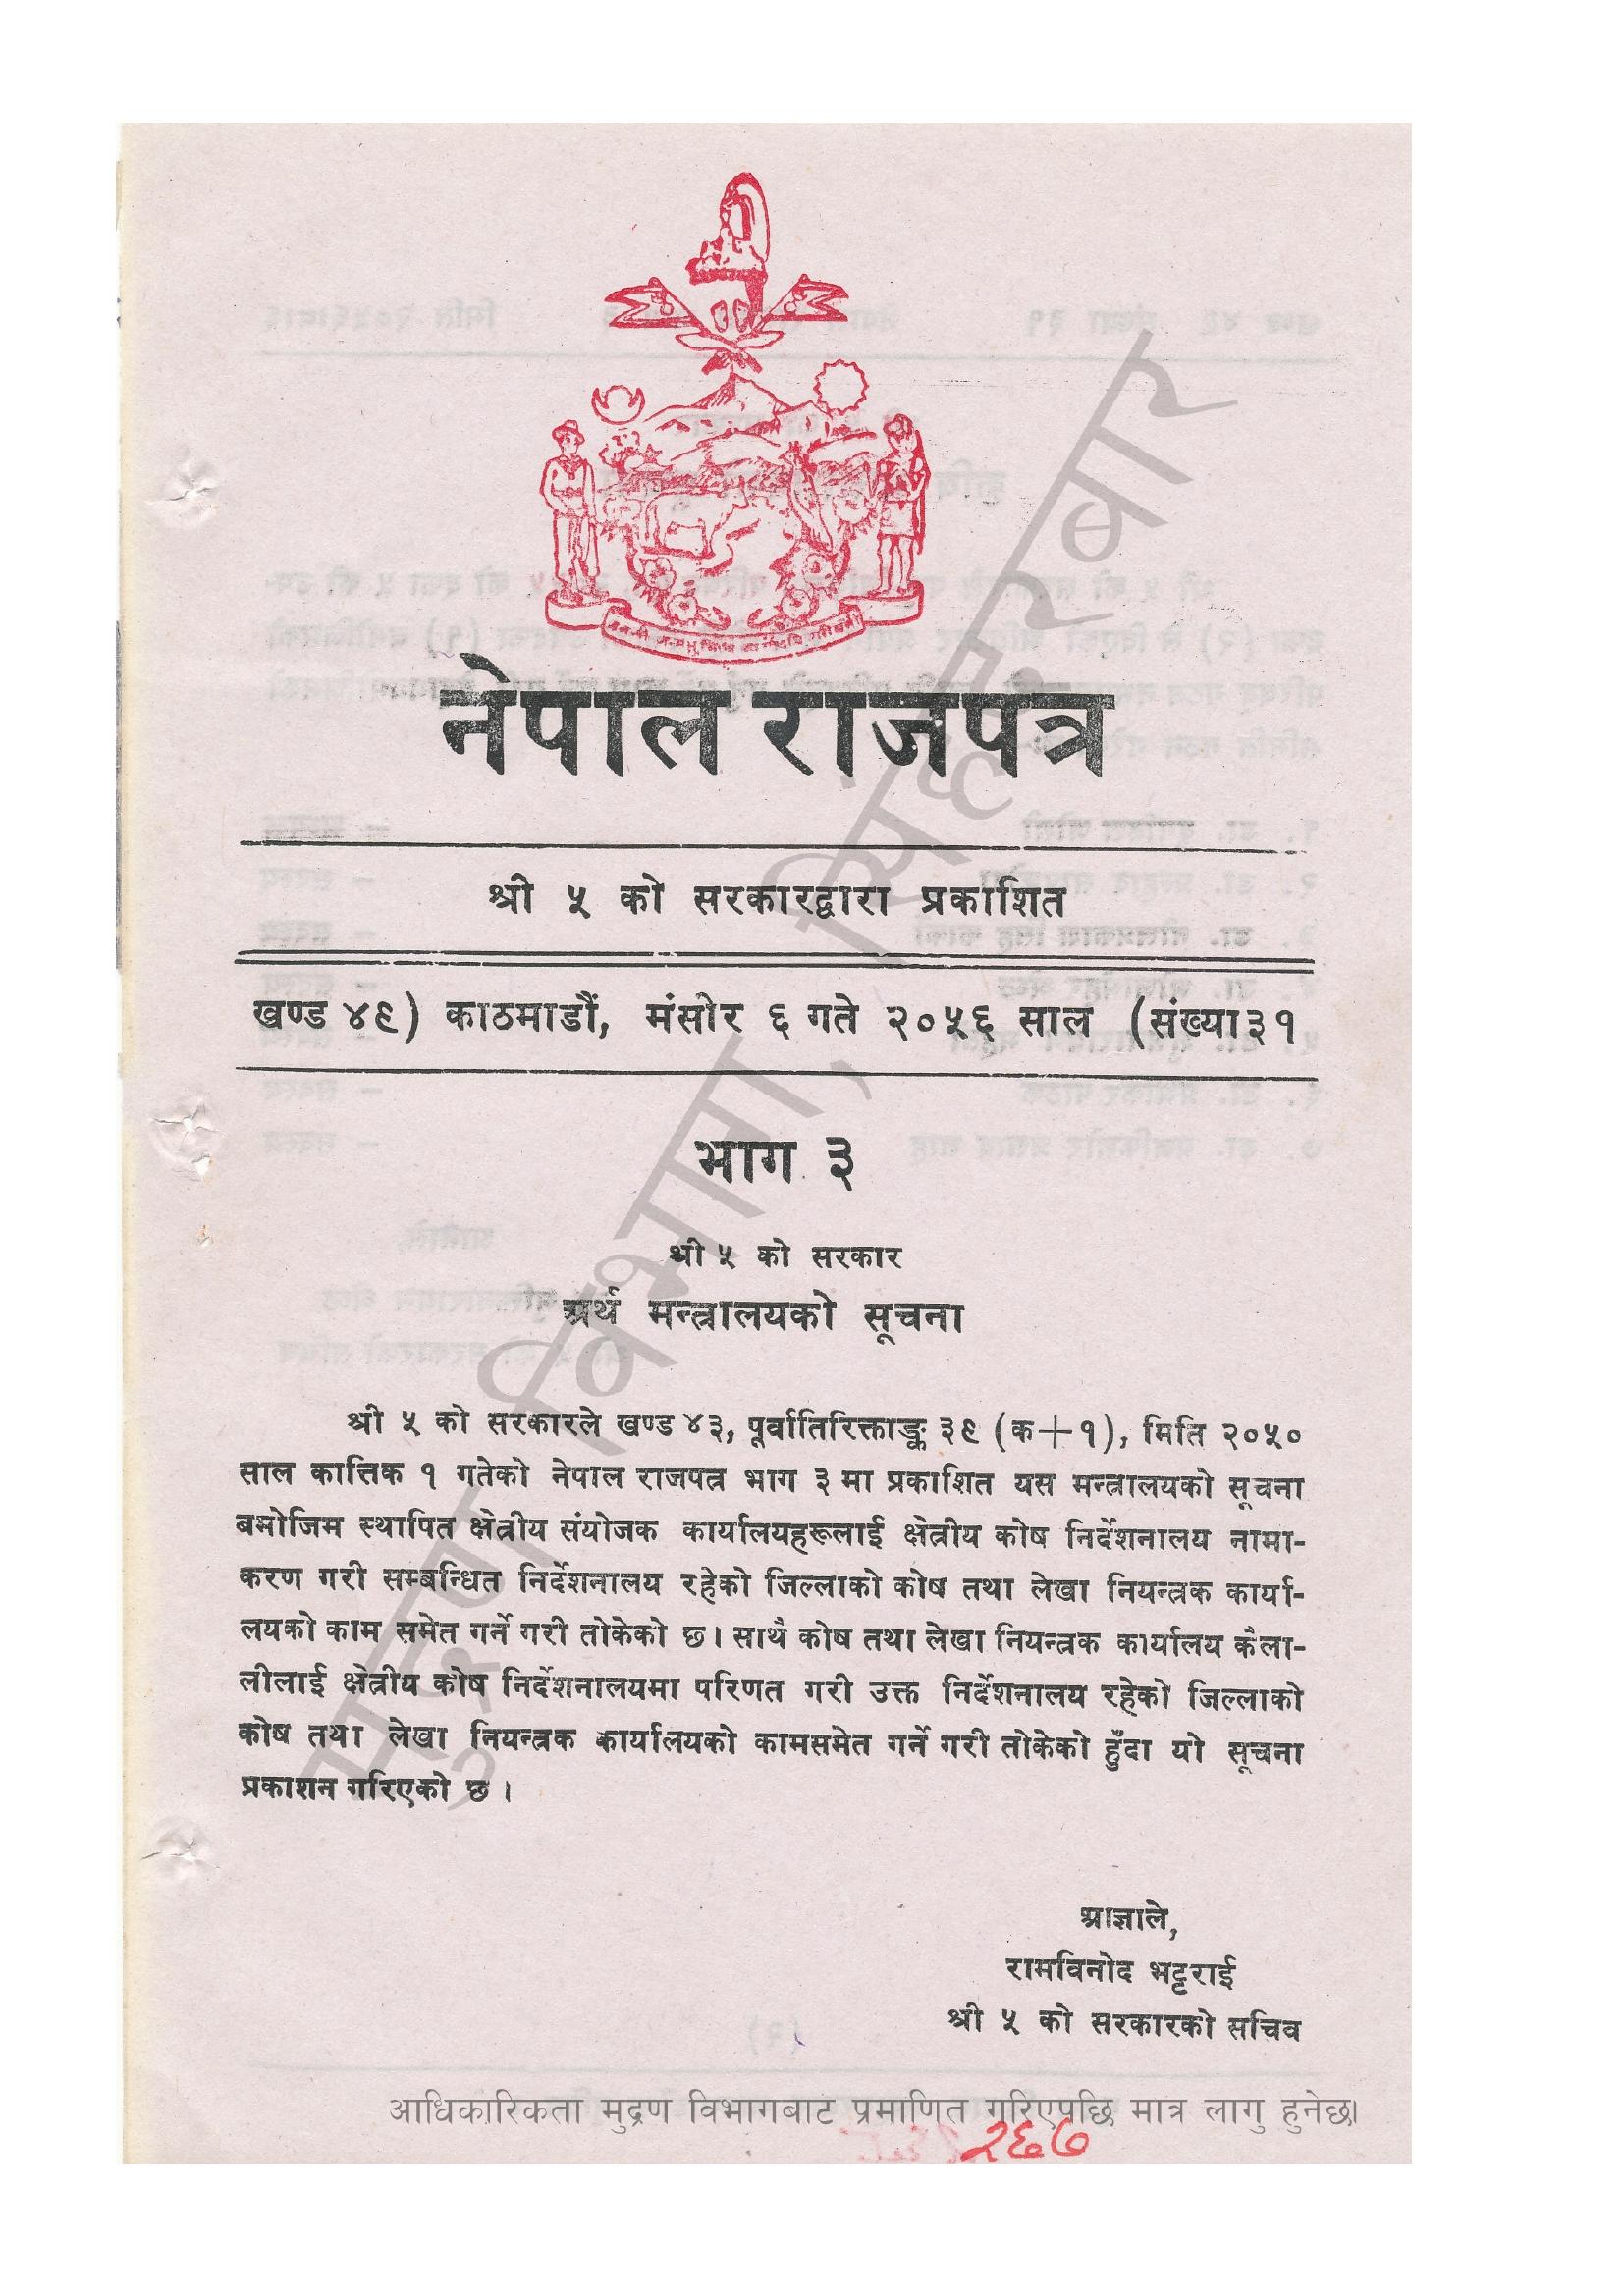 नेपाल राजपत्र
श्री ५ को सरकारद्वारा प्रकाशित
खण्ड ४९) काठमाडौं, मंसीर ६ गते २०५६ साल (संख्या ३१
भाग ३
श्री ५ को सरकार
अर्थ मन्त्रालयको सूचना
श्री ५ को सरकारले खण्ड ४३, पूर्वातिरिक्ताङ्क ३९ (क+१), मिति २०५०
साल कात्तिक १ गतेको नेपाल राजपत्र भाग ३ मा प्रकाशित यस मन्त्रालयको सूचना
बमोजिम स्थापित क्षेत्रीय संयोजक कार्यालयहरूलाई क्षेत्रीय कोष निर्देशनालय नामा-
करण गरी सम्बन्धित निर्देशनालय रहेको जिल्लाको कोष तथा लेखा नियन्त्रक कार्या-
लयको काम समेत गर्ने गरी तोकेको छ। साथै कोष तथा लेखा नियन्त्रक कार्यालय कैला-
लीलाई क्षेत्रीय कोष निर्देशनालयमा परिणत गरी उक्त निर्देशनालय रहेको जिल्लाको
कोष तथा लेखा नियन्त्रक कार्यालयको कामसमेत गर्ने गरी तोकेको हुँदा यो सूचना
प्रकाशन गरिएको छ।
आज्ञाले,
रामविनोद भट्टराई
श्री ५ को सरकारको सचिव
मुद्रण विभाग, सिंहदरबार
आधिकारिकता मुद्रण विभागबाट प्रमाणित गरिएपछि मात्र लागु हुनेछ।
२६७